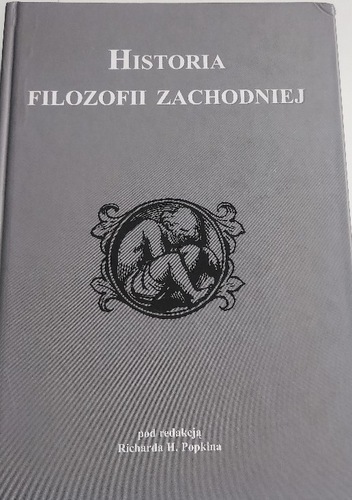 HISTORIA
FILOZOFII ZACHODNIEJ
pod redakcją
Richarda H. Popkina